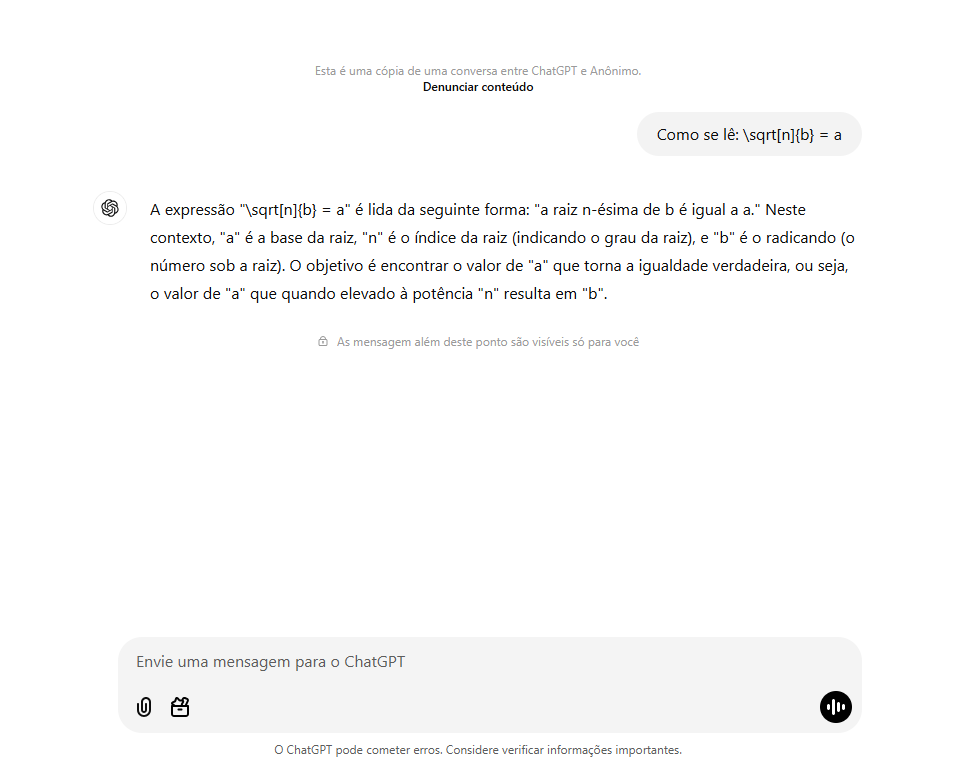 Esta é uma cópia de uma conversa entre ChatGPT e Anônimo.
Denunciar conteúdo
Como se lê: \sqrt[n]{b} = a
A expressão "\sqrt[n]{b} = a" é lida da seguinte forma: "a raiz n-ésima de b é igual a a." Neste
contexto, "a" é a base da raiz, "n" é o índice da raiz (indicando o grau da raiz), e "b" é o radicando (o
número sob a raiz). O objetivo é encontrar o valor de "a" que torna a igualdade verdadeira, ou seja,
o valor de "a" que quando elevado à potência "n" resulta em "b".
As mensagem além deste ponto são visíveis só para você
Envie uma mensagem para o ChatGPT
O ChatGPT pode cometer erros. Considere verificar informações importantes.